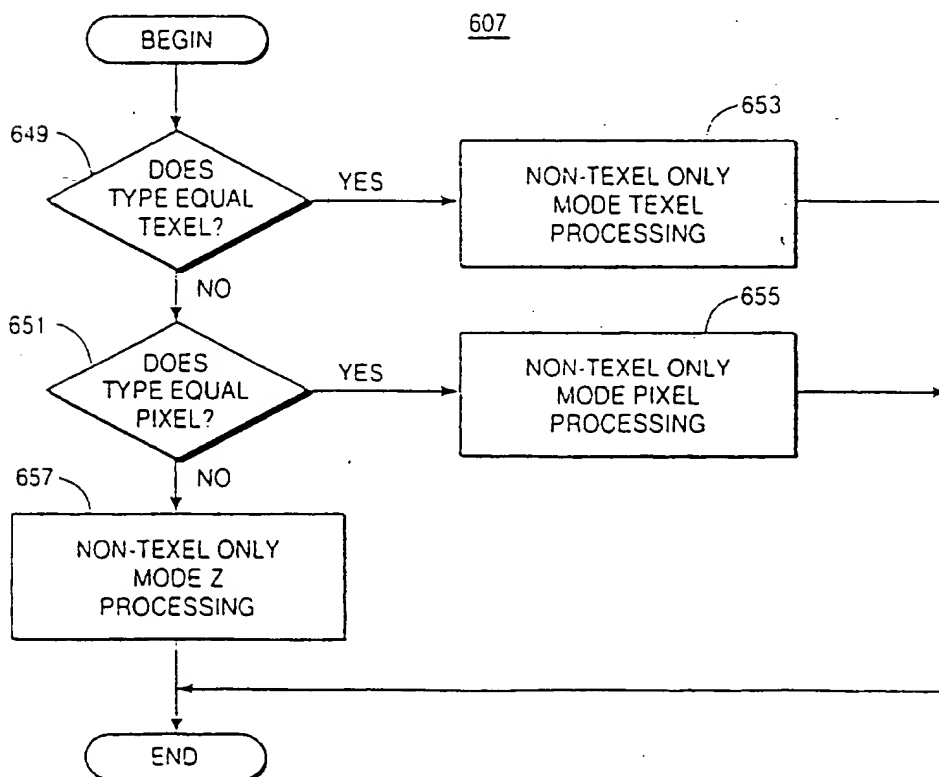 607
BEGIN
649
DOES
TYPE EQUAL
TEXEL?
YES
653
NON-TEXEL ONLY
MODE TEXEL
PROCESSING
NO
651
DOES
TYPE EQUAL
PIXEL?
YES
655
NON-TEXEL ONLY
MODE PIXEL
PROCESSING
NO
657
NON-TEXEL ONLY
MODE Z
PROCESSING
END